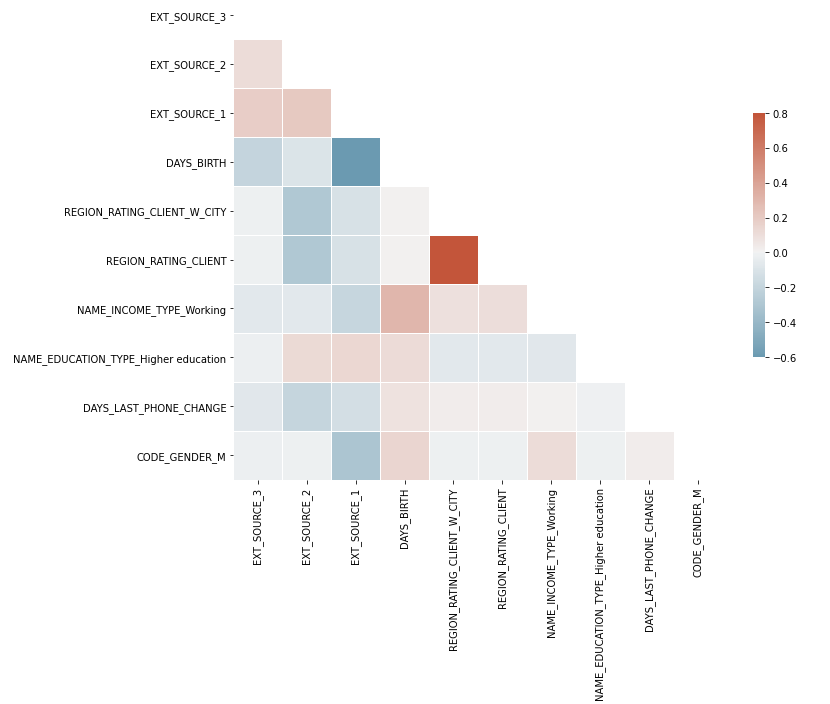 EXT_SOURCE_3
EXT_SOURCE_2
EXT_SOURCE_1
DAYS_BIRTH
REGION_RATING_CLIENT_W_CITY
REGION_RATING_CLIENT
NAME_INCOME_TYPE_Working
NAME_EDUCATION_TYPE_Higher education
DAYS_LAST_PHONE_CHANGE
CODE_GENDER_M
EXT_SOURCE_3
EXT_SOURCE_2
EXT_SOURCE_1
DAYS_BIRTH
REGION_RATING_CLIENT_W_CITY
REGION_RATING_CLIENT
NAME_INCOME_TYPE_Working
NAME_EDUCATION_TYPE_Higher education
DAYS_LAST_PHONE_CHANGE
CODE_GENDER_M
0.8
0.6
0.4
0.2
0.0
−0.2
−0.4
−0.6